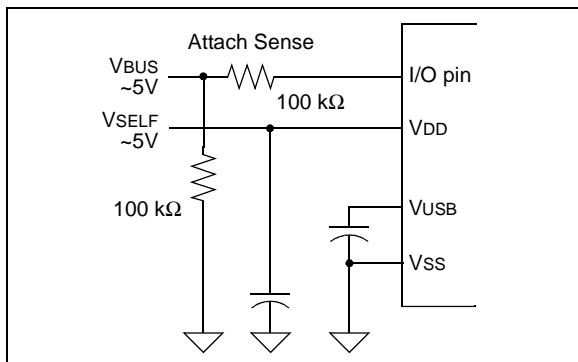 Attach Sense
VBUS
~5V
I/O pin
100 kΩ
VSELF
~5V
VDD
100 kΩ
VUSB
VSS